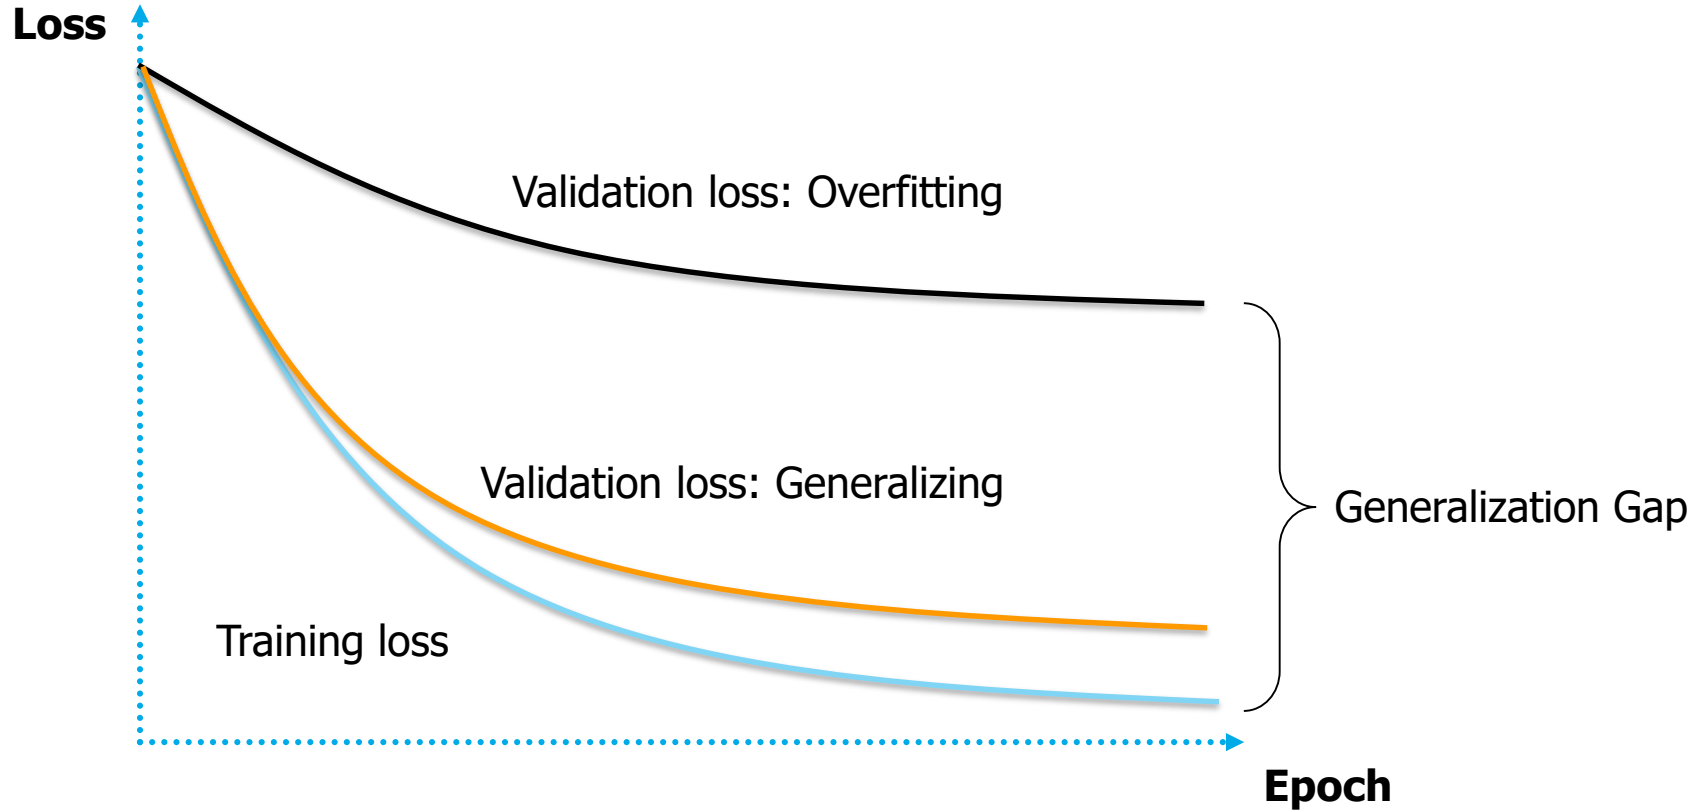 Loss
Validation loss: Overfitting
Validation loss: Generalizing
Generalization Gap
Training loss
Epoch